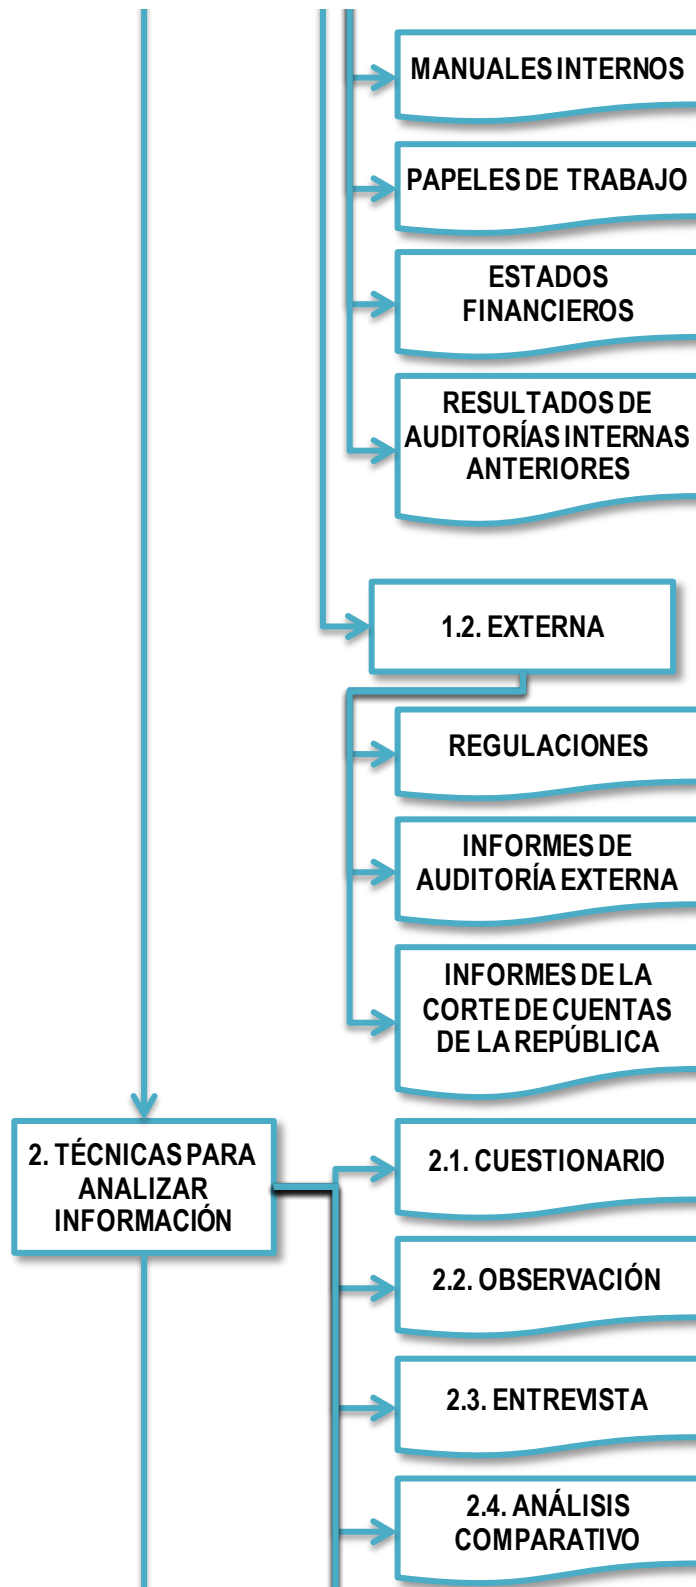 MANUALES INTERNOS
PAPELES DE TRABAJO
ESTADOS
FINANCIEROS
RESULTADOS DE
AUDITORÍAS INTERNAS
ANTERIORES
1.2. EXTERNA
REGULACIONES
INFORMES DE
AUDITORÍA EXTERNA
INFORMES DE LA
CORTE DE CUENTAS
DE LA REPÚBLICA
2. TÉCNICAS PARA
ANALIZAR
INFORMACIÓN
2.1. CUESTIONARIO
2.2. OBSERVACIÓN
2.3. ENTREVISTA
2.4. ANÁLISIS
COMPARATIVO